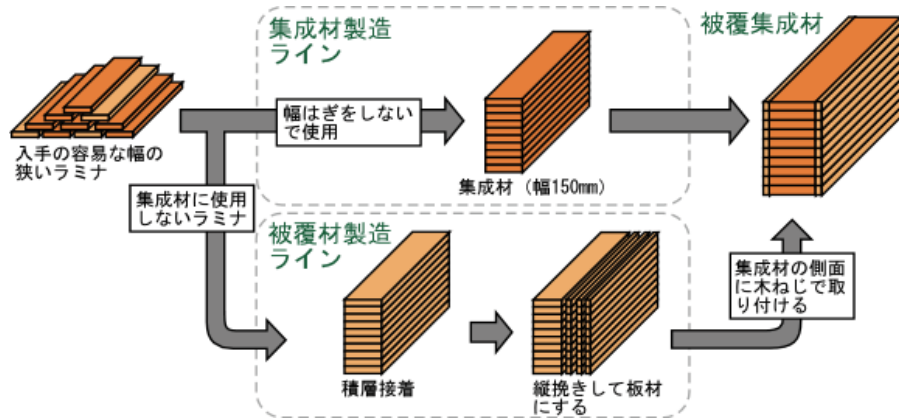 集成材製造
ライン
被覆集成材
幅はぎをしない
で使用
入手の容易な幅の
狭いラミナ
集成材（幅150mm）
集成材に使用
しないラミナ
被覆材製造
ライン
集成材の側面
に木ねじで取
り付ける
積層接着
縦挽きして板材
にする